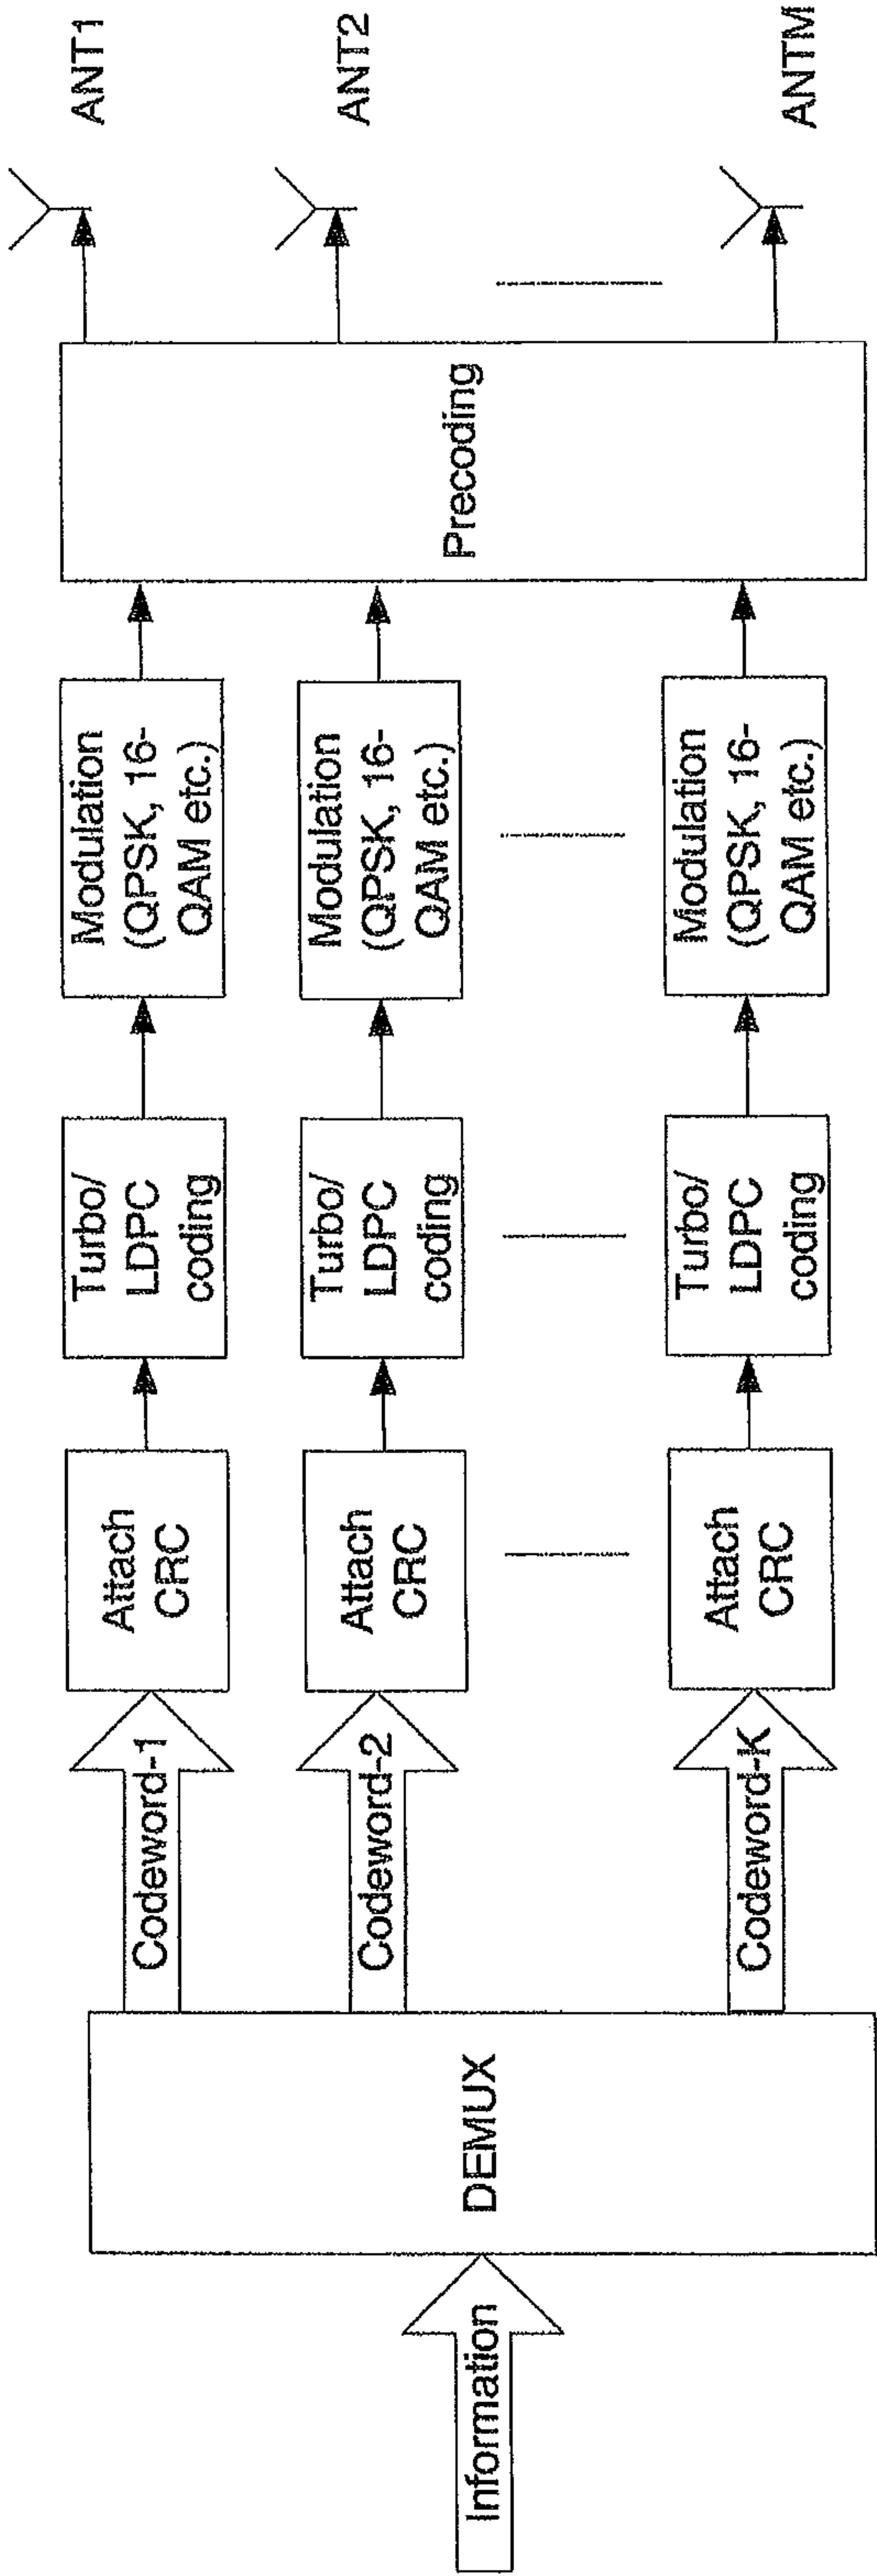 Information
DEMUX
Codeword-1
Attach
CRC
Turbo/
LDPC
coding
Modulation
(QPSK, 16-
QAM etc.)
Codeword-2
Attach
CRC
Turbo/
LDPC
coding
Modulation
(QPSK, 16-
QAM etc.)
Codeword-K
Attach
CRC
Turbo/
LDPC
coding
Modulation
(QPSK, 16-
QAM etc.)
Precoding
ANT1
ANT2
ANTM